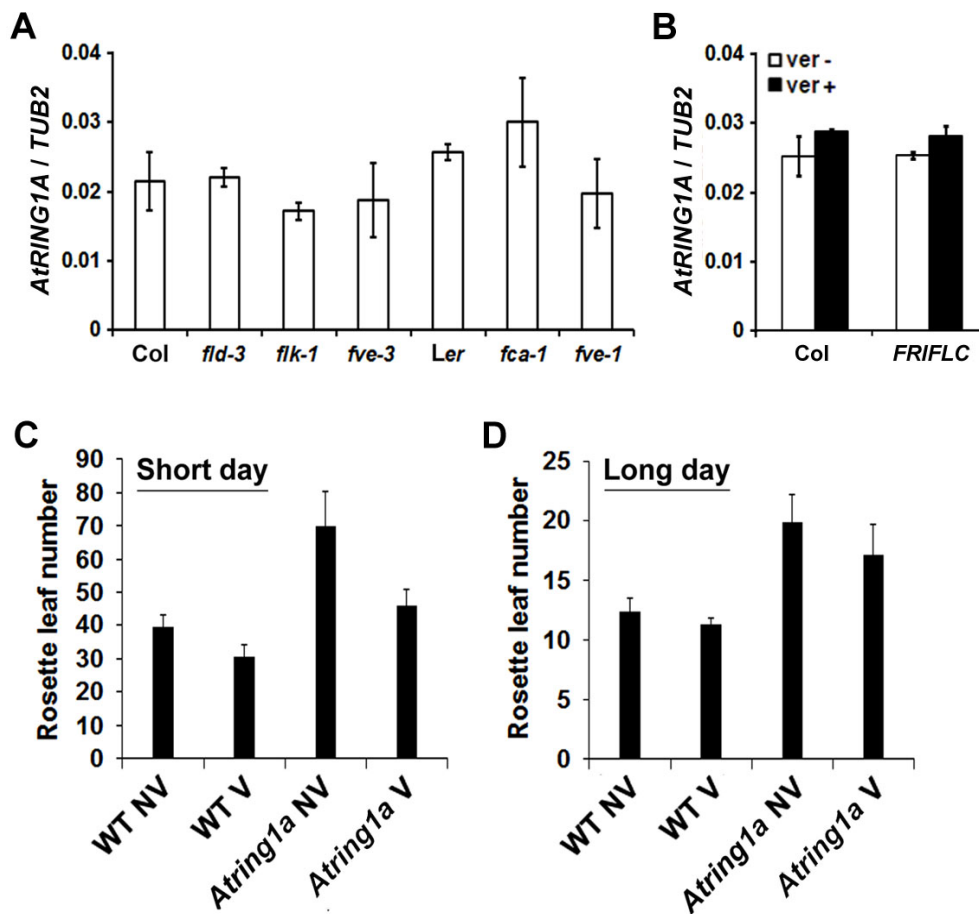 A
AtRING1A / TUB2
0.04
0.03
0.02
0.01
0
Col fld-3 flk-1 fve-3 Ler fca-1 fve-1
B
ver -
ver +
AtRING1A / TUB2
0.04
0.03
0.02
0.01
0
Col FRIFLC
C
Short day
Rosette leaf number
90
80
70
60
50
40
30
20
10
0
WT NV
WT V
Atring1a NV
Atring1a V
D
Long day
Rosette leaf number
25
20
15
10
5
0
WT NV
WT V
Atring1a NV
Atring1a V